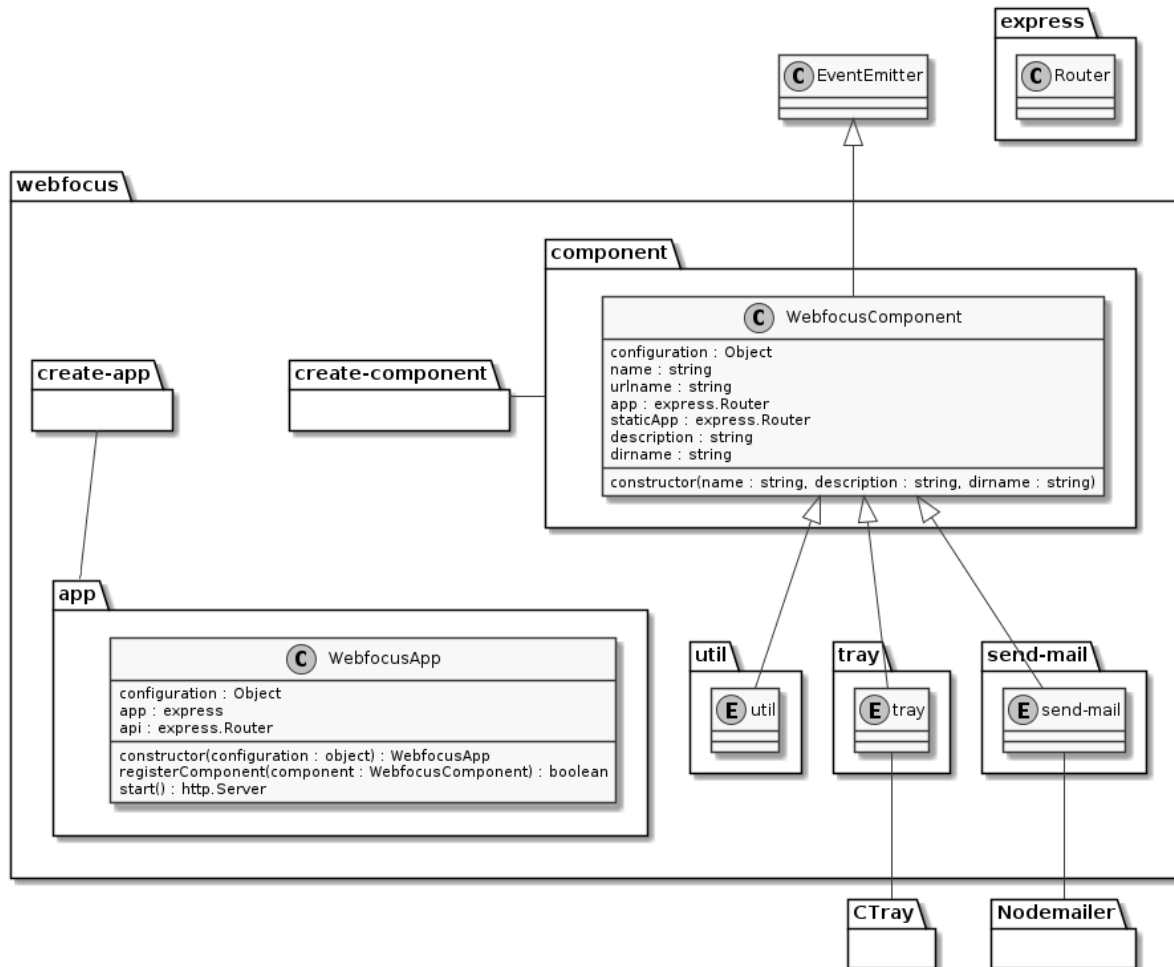 express
C EventEmitter
C Router
webfocus
component
C WebfocusComponent
configuration : Object
name : string
urlname : string
app : express.Router
staticApp : express.Router
description : string
dirname : string
constructor(name : string, description : string, dirname : string)
create-app
create-component
app
C WebfocusApp
configuration : Object
app : express
api : express.Router
constructor(configuration : object) : WebfocusApp
registerComponent(component : WebfocusComponent) : boolean
start() : http.Server
util
E util
tray
E tray
send-mail
E send-mail
CTray
Nodemailer